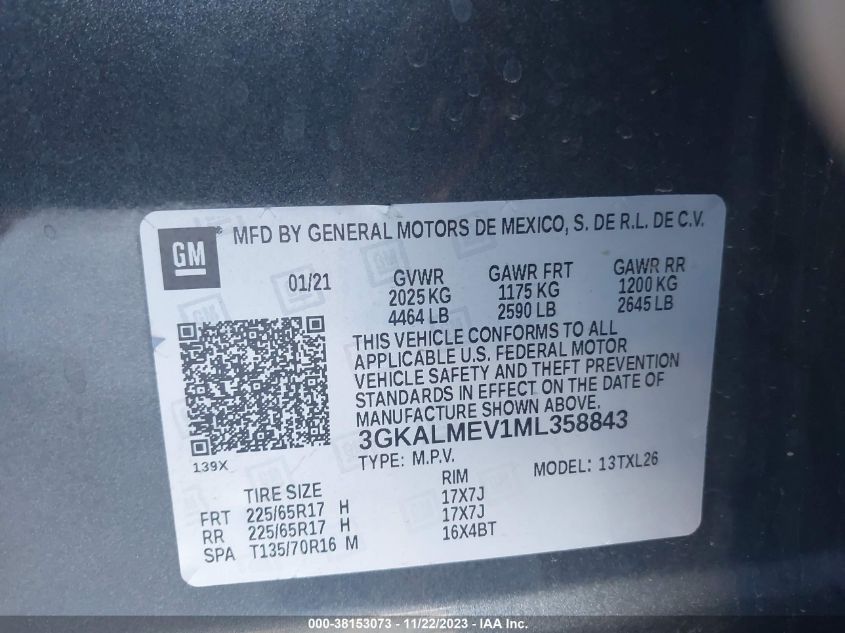 GM® MFD BY GENERAL MOTORS DE MEXICO, S. DE R.L. DE C.V.
01/21 GVWR GAWR FRT GAWR RR
2025 KG 1175 KG 1200 KG
4464 LB 2590 LB 2645 LB
THIS VEHICLE CONFORMS TO ALL
APPLICABLE U.S. FEDERAL MOTOR
VEHICLE SAFETY AND THEFT PREVENTION
STANDARDS IN EFFECT ON THE DATE OF
MANUFACTURE SHOWN ABOVE.
3GKALMEV1ML358843
139X
TYPE: M.P.V. MODEL: 13TXL26
TIRE SIZE RIM
FRT 225/65R17 H 17X7J
RR 225/65R17 H 17X7J
SPA T135/70R16 M 16X4BT
000-38153073 - 11/22/2023 - IAA Inc.